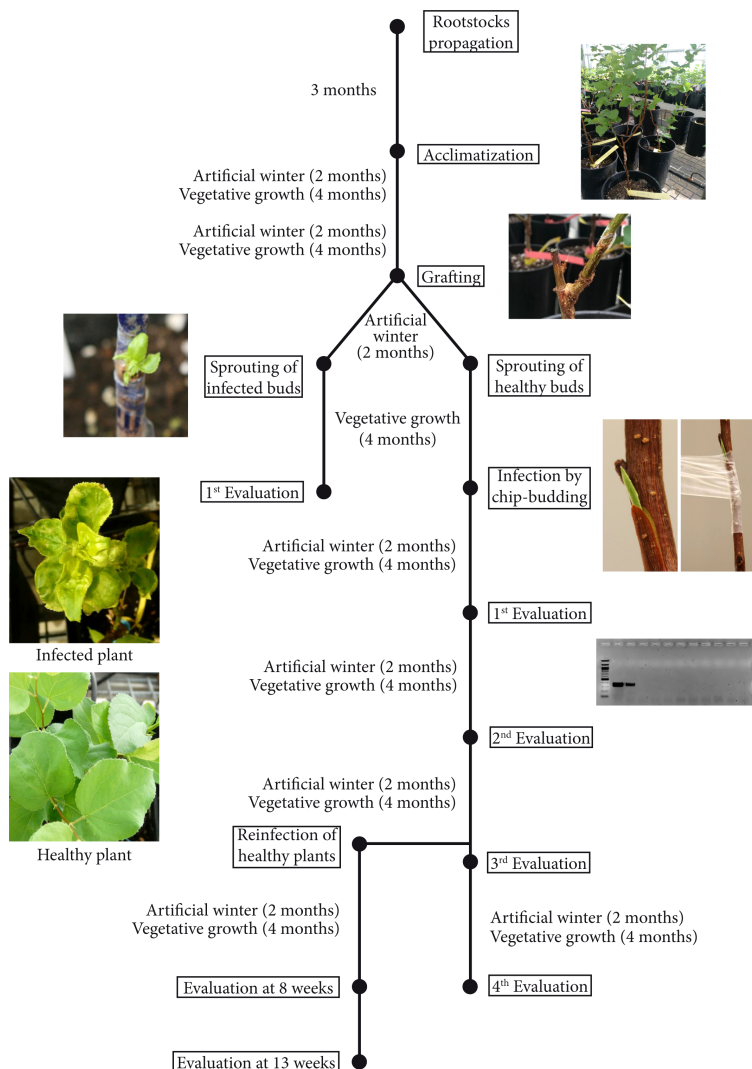 Rootstocks
propagation
3 months
Acclimatization
Artificial winter (2 months)
Vegetative growth (4 months)
Artificial winter (2 months)
Vegetative growth (4 months)
Grafting
Artificial
winter
(2 months)
Sprouting of
infected buds
Sprouting of
healthy buds
Vegetative growth
(4 months)
1st Evaluation
Infection by
chip-budding
Artificial winter (2 months)
Vegetative growth (4 months)
Infected plant
1st Evaluation
Artificial winter (2 months)
Vegetative growth (4 months)
2nd Evaluation
Artificial winter (2 months)
Vegetative growth (4 months)
Healthy plant
Reinfection of
healthy plants
3rd Evaluation
Artificial winter (2 months)
Vegetative growth (4 months)
Artificial winter (2 months)
Vegetative growth (4 months)
Evaluation at 8 weeks
4th Evaluation
Evaluation at 13 weeks